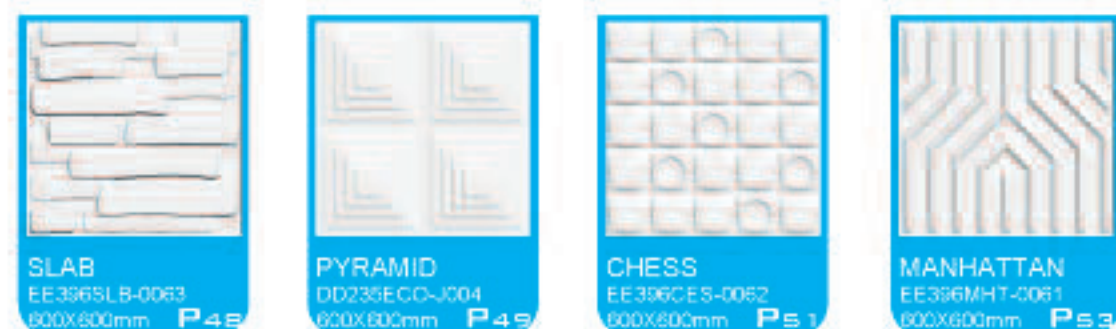 SLAB
EE396SLB-0063
600X600mm P48
PYRAMID
DD235ECO-J004
600X600mm P49
CHESS
EE396CES-0062
600X600mm P51
MANHATTAN
EE396MHT-0061
600X600mm P53